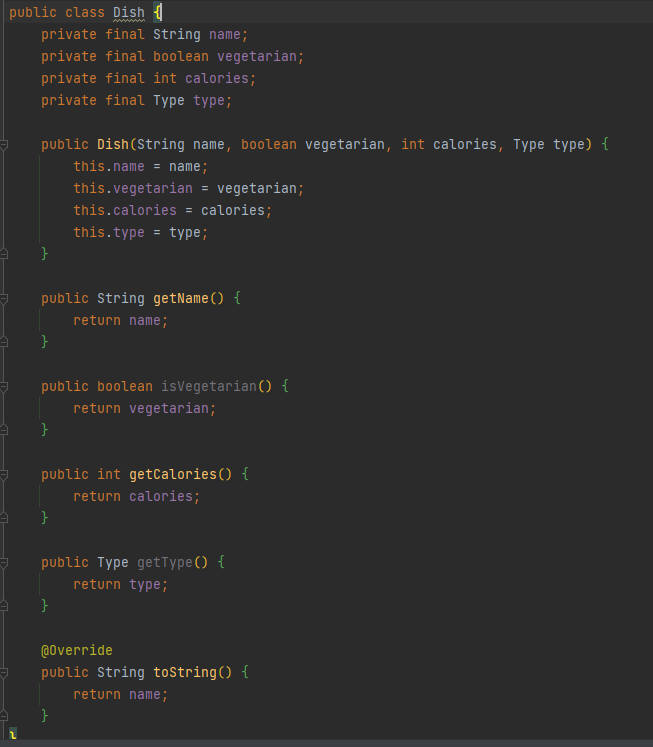 public class Dish {
    private final String name;
    private final boolean vegetarian;
    private final int calories;
    private final Type type;

    public Dish(String name, boolean vegetarian, int calories, Type type) {
        this.name = name;
        this.vegetarian = vegetarian;
        this.calories = calories;
        this.type = type;
    }

    public String getName() {
        return name;
    }

    public boolean isVegetarian() {
        return vegetarian;
    }

    public int getCalories() {
        return calories;
    }

    public Type getType() {
        return type;
    }

    @Override
    public String toString() {
        return name;
    }
}